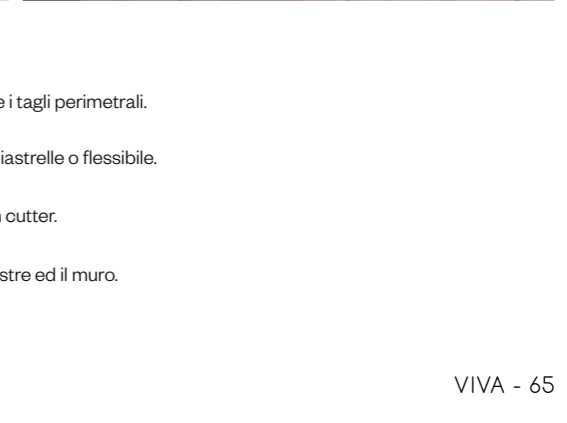 e i tagli perimetrali.
iastrelle o flessibile.
cutter.
stre ed il muro.
VIVA - 65